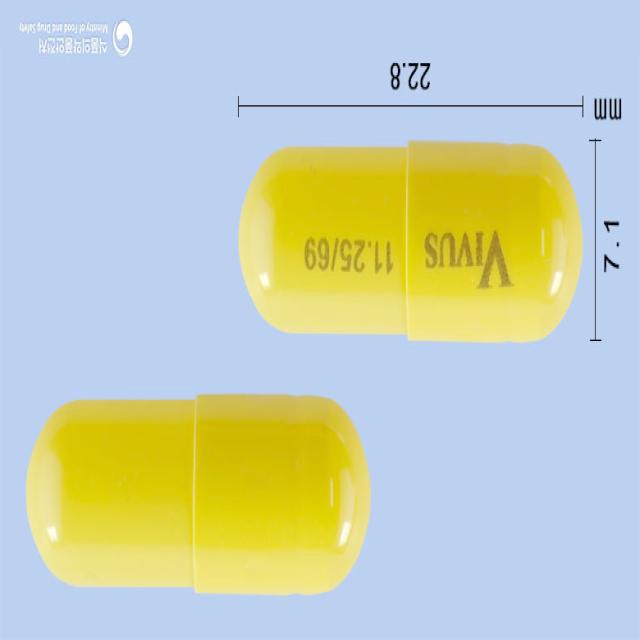 7.1
VIVUS 11.25/69
mm
22.8
식품의약품안전처
Ministry of Food and Drug Safety